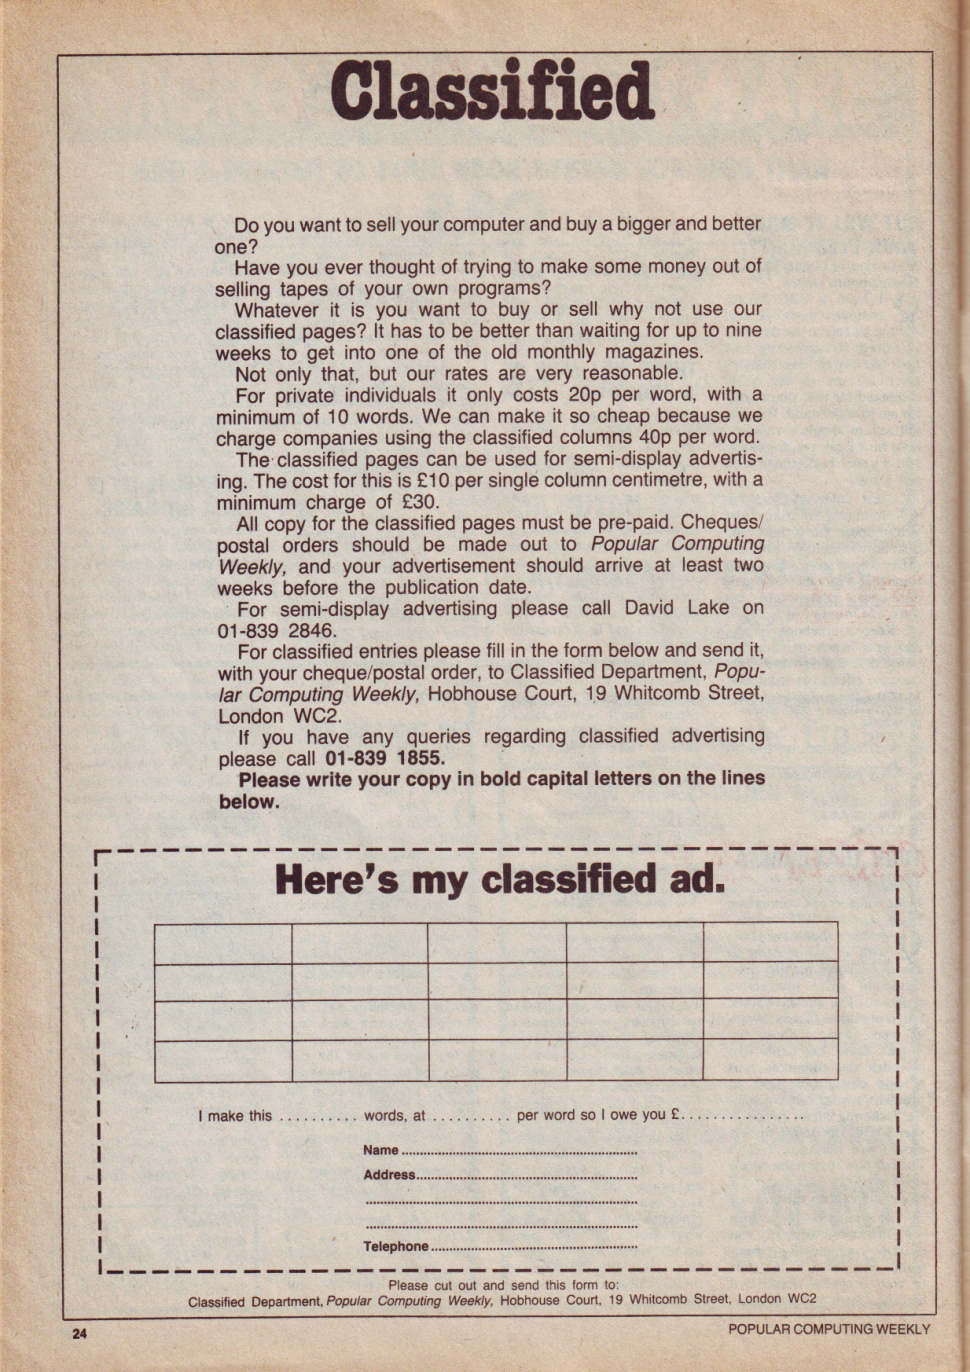 Classified
Do you want to sell your computer and buy a bigger and better
one?
Have you ever thought of trying to make some money out of
selling tapes of your own programs?
Whatever it is you want to buy or sell why not use our
classified pages? It has to be better than waiting for up to nine
weeks to get into one of the old monthly magazines.
Not only that, but our rates are very reasonable.
For private individuals it only costs 20p per word, with a
minimum of 10 words. We can make it so cheap because we
charge companies using the classified columns 40p per word.
The classified pages can be used for semi-display advertis-
ing. The cost for this is £10 per single column centimetre, with a
minimum charge of £30.
All copy for the classified pages must be pre-paid. Cheques/
postal orders should be made out to Popular Computing
Weekly, and your advertisement should arrive at least two
weeks before the publication date.
For semi-display advertising please call David Lake on
01-839 2846.
For classified entries please fill in the form below and send it,
with your cheque/postal order, to Classified Department, Popu-
lar Computing Weekly, Hobhouse Court, 19 Whitcomb Street,
London WC2.
If you have any queries regarding classified advertising
please call 01-839 1855.
Please write your copy in bold capital letters on the lines
below.
Here's my classified ad.
I make this .......... words, at .......... per word so I owe you £................
Name ................................................................
Address................................................................
................................................................
................................................................
Telephone................................................................
Please cut out and send this form to:
Classified Department, Popular Computing Weekly, Hobhouse Court, 19 Whitcomb Street, London WC2
24
POPULAR COMPUTING WEEKLY